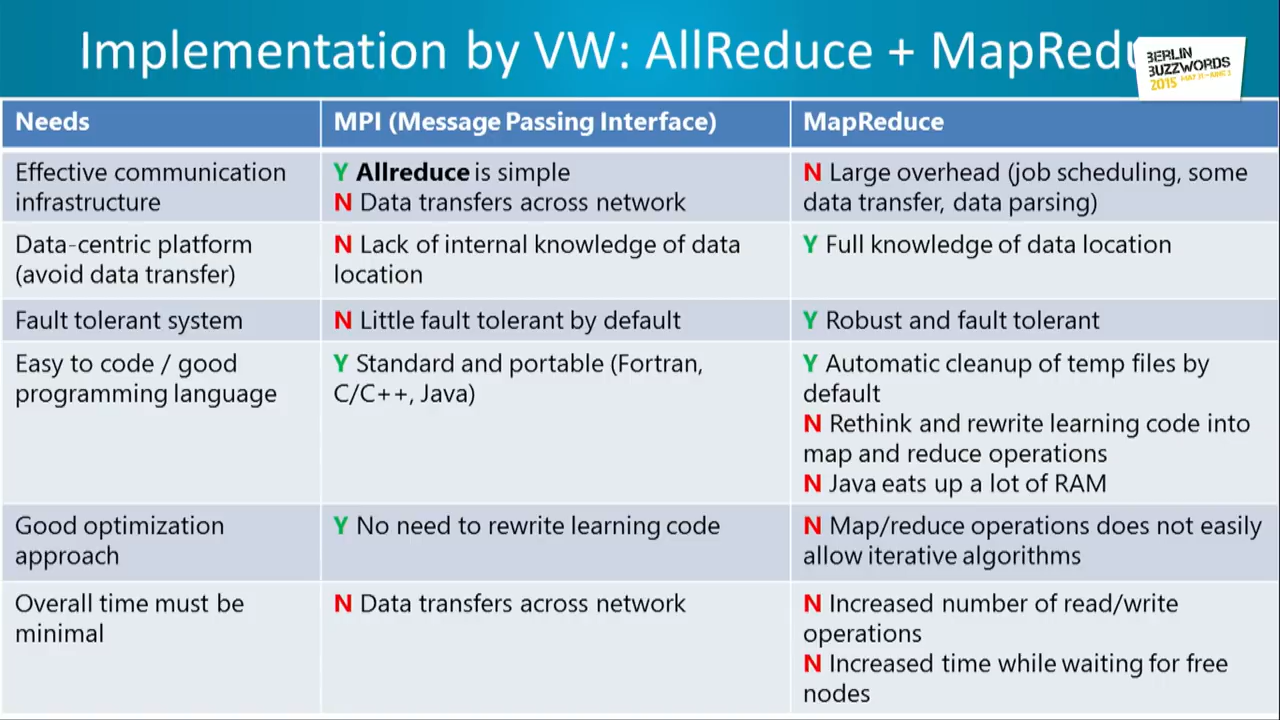 Implementation by VW: AllReduce + MapRedu
BERLIN
BUZZWORDS
2015
Needs
MPI (Message Passing Interface)
MapReduce
Effective communication
infrastructure
Y Allreduce is simple
N Data transfers across network
N Large overhead (job scheduling, some
data transfer, data parsing)
Data-centric platform
(avoid data transfer)
N Lack of internal knowledge of data
location
Y Full knowledge of data location
Fault tolerant system
N Little fault tolerant by default
Y Robust and fault tolerant
Easy to code / good
programming language
Y Standard and portable (Fortran,
C/C++, Java)
Y Automatic cleanup of temp files by
default
N Rethink and rewrite learning code into
map and reduce operations
N Java eats up a lot of RAM
Good optimization
approach
Y No need to rewrite learning code
N Map/reduce operations does not easily
allow iterative algorithms
Overall time must be
minimal
N Data transfers across network
N Increased number of read/write
operations
N Increased time while waiting for free
nodes